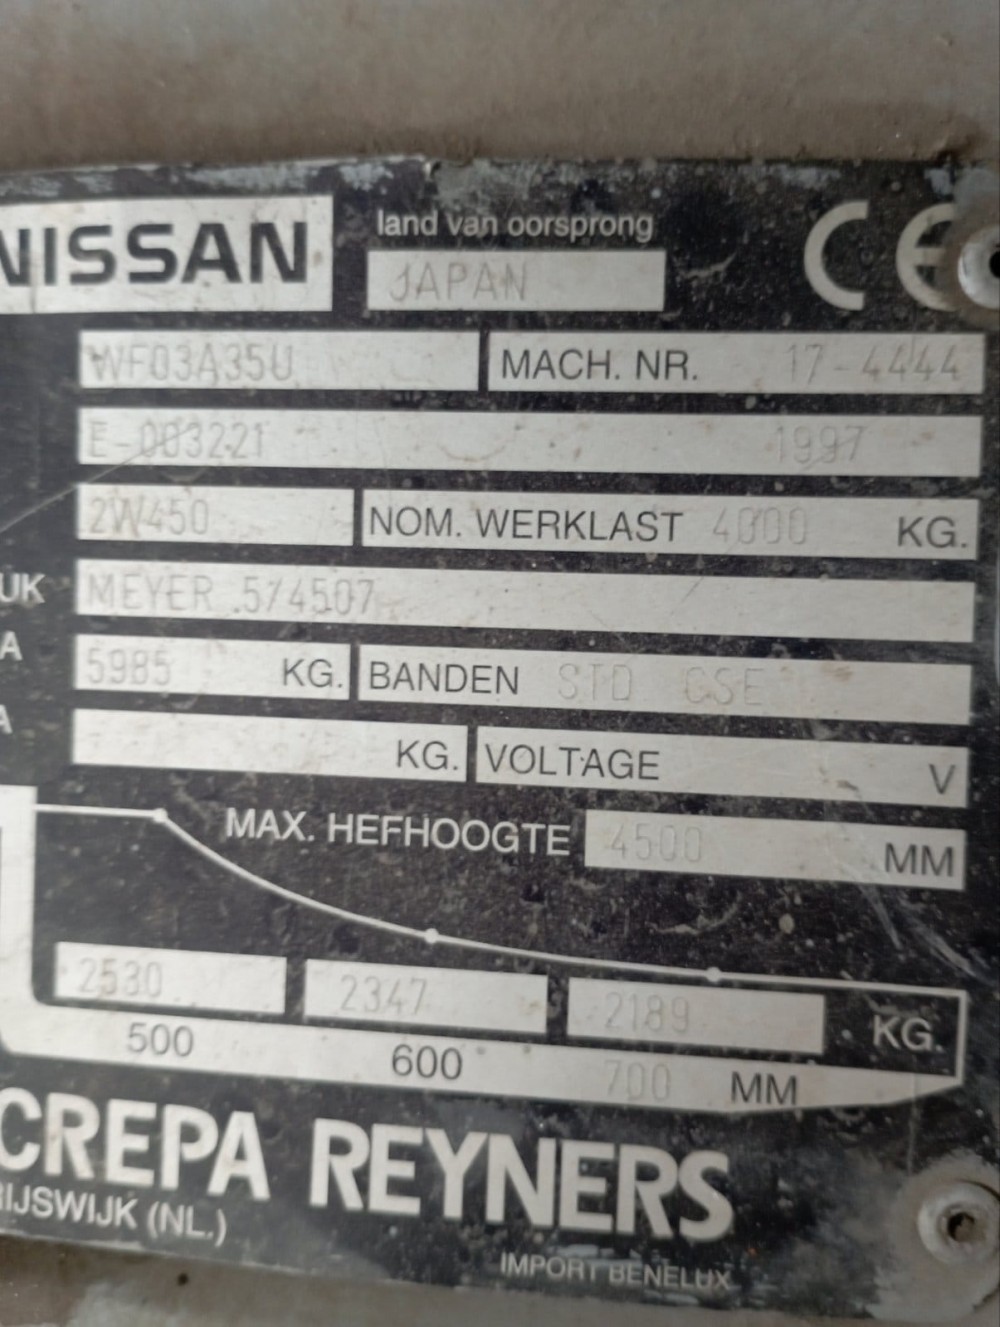 NISSAN
land van oorsprong
JAPAN
CE
WF03A35U MACH. NR. 17-4444
E-003221 1997
2W450 NOM. WERKLAST 4000 KG.
UK MEYER 5/4507
A 5985 KG. BANDEN STD CSE
A KG. VOLTAGE V
MAX. HEFHOOGTE 4500 MM
2530 2347 2189 KG.
500 600 700 MM
CREPA REYNERS
RIJSWIJK (NL.)
IMPORT BENELUX